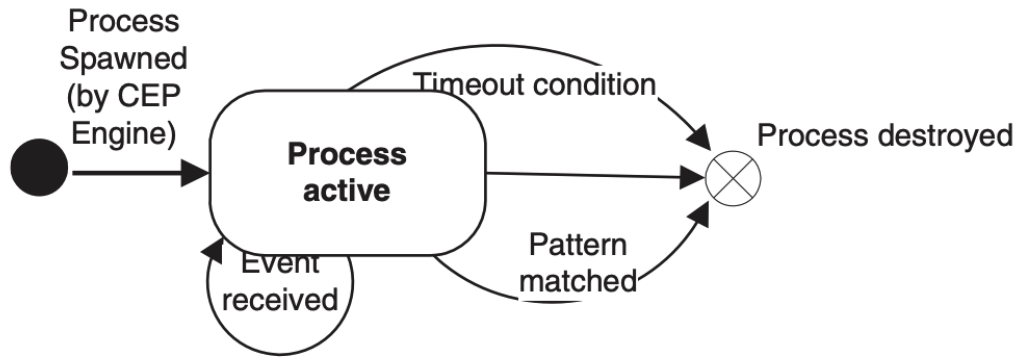 Process
Spawned
(by CEP
Engine)
Timeout condition
Process destroyed
Process
active
Pattern
matched
Event
received